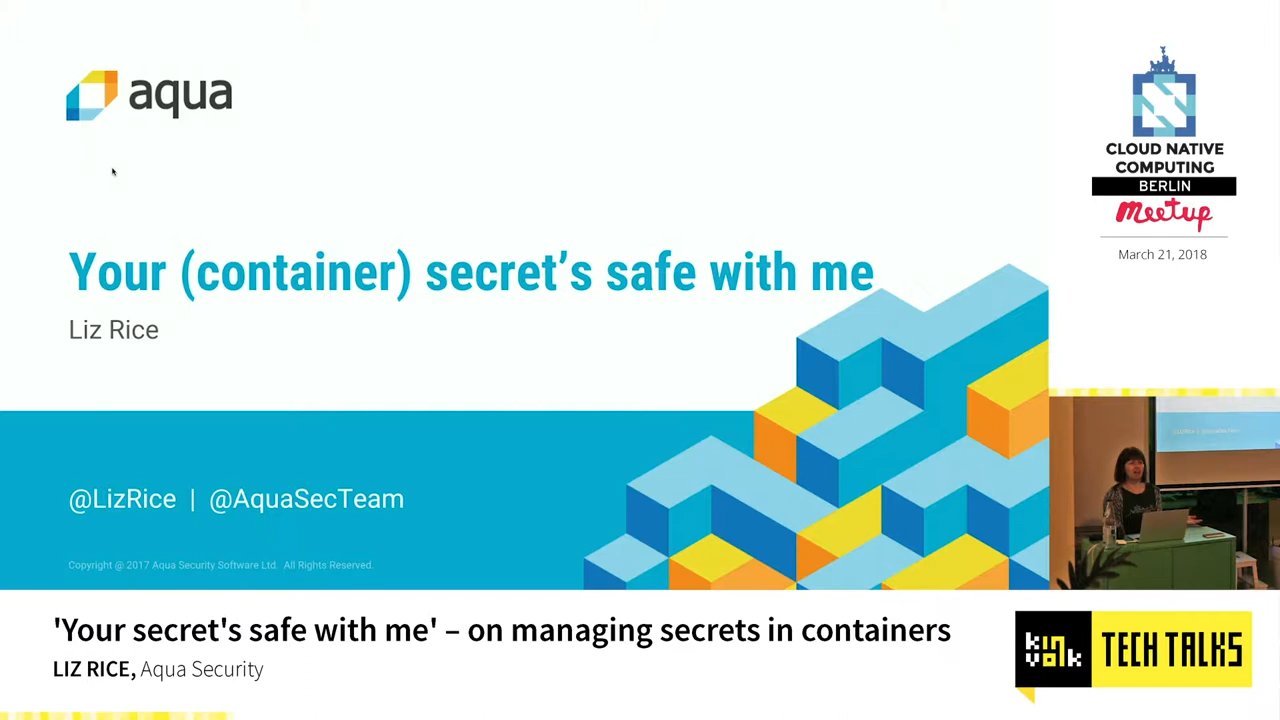 aqua
Your (container) secret’s safe with me
Liz Rice
@LizRice | @AquaSecTeam
Copyright @ 2017 Aqua Security Software Ltd. All Rights Reserved.
CLOUD NATIVE
COMPUTING
BERLIN
Meetup
March 21, 2018
'Your secret's safe with me' – on managing secrets in containers
LIZ RICE, Aqua Security
kinvolk
TECH TALKS